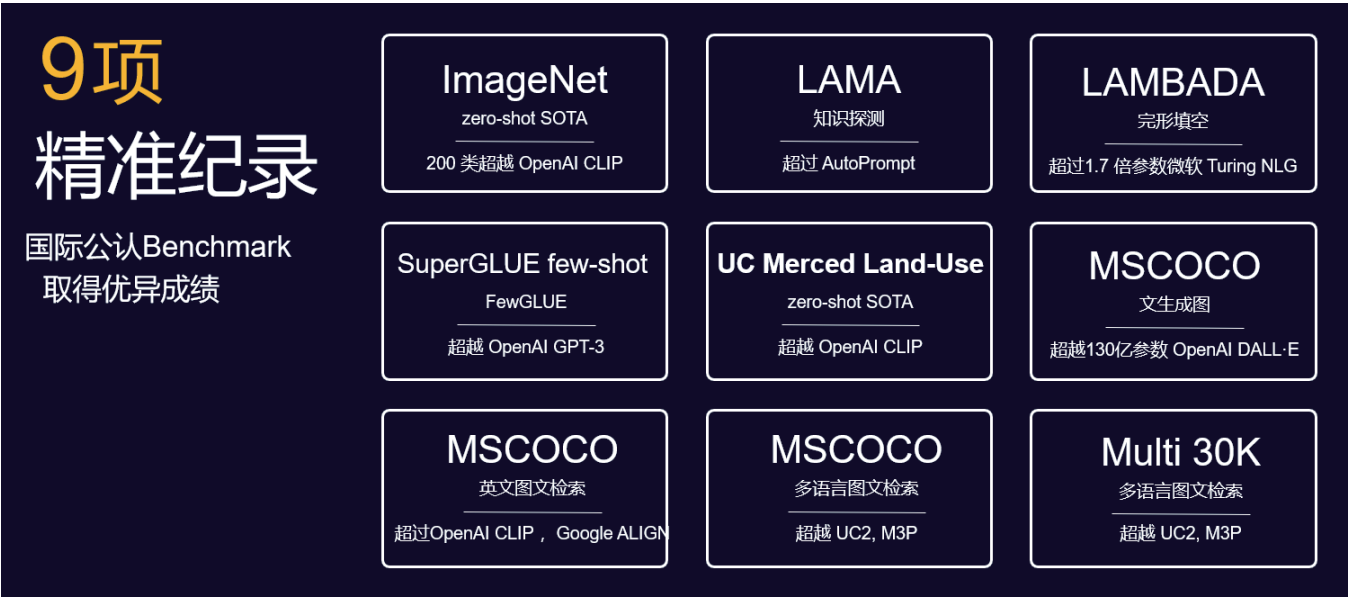 9项
精准纪录
国际公认Benchmark
取得优异成绩
ImageNet
zero-shot SOTA
200 类超越 OpenAI CLIP
LAMA
知识探测
超过 AutoPrompt
LAMBADA
完形填空
超过1.7 倍参数微软 Turing NLG
SuperGLUE few-shot
FewGLUE
超越 OpenAI GPT-3
UC Merced Land-Use
zero-shot SOTA
超越 OpenAI CLIP
MSCOCO
文生成图
超越130亿参数 OpenAI DALL·E
MSCOCO
英文图文检索
超过OpenAI CLIP ，Google ALIGN
MSCOCO
多语言图文检索
超越 UC2, M3P
Multi 30K
多语言图文检索
超越 UC2, M3P